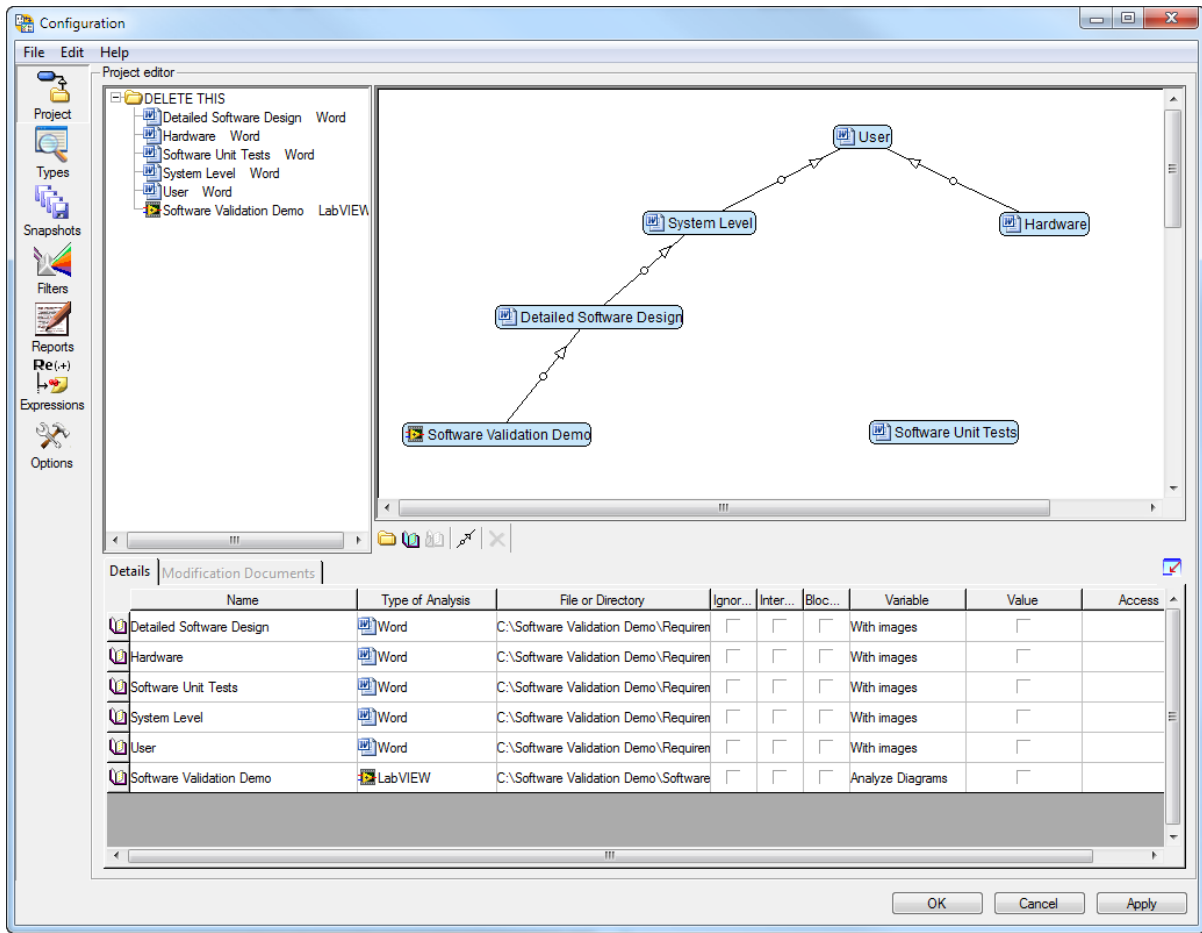 Configuration
File Edit Help
Project
Types
Snapshots
Filters
Reports
Re(.+)
Expressions
Options
Project editor
DELETE THIS
Detailed Software Design Word
Hardware Word
Software Unit Tests Word
System Level Word
User Word
Software Validation Demo LabVIEW
User
System Level
Hardware
Detailed Software Design
Software Validation Demo
Software Unit Tests
Details Modification Documents
Name Type of Analysis File or Directory Ignor... Inter... Bloc... Variable Value Access
Detailed Software Design Word C:\Software Validation Demo\Requiren With images
Hardware Word C:\Software Validation Demo\Requiren With images
Software Unit Tests Word C:\Software Validation Demo\Requiren With images
System Level Word C:\Software Validation Demo\Requiren With images
User Word C:\Software Validation Demo\Requiren With images
Software Validation Demo LabVIEW C:\Software Validation Demo\Software Analyze Diagrams
OK Cancel Apply